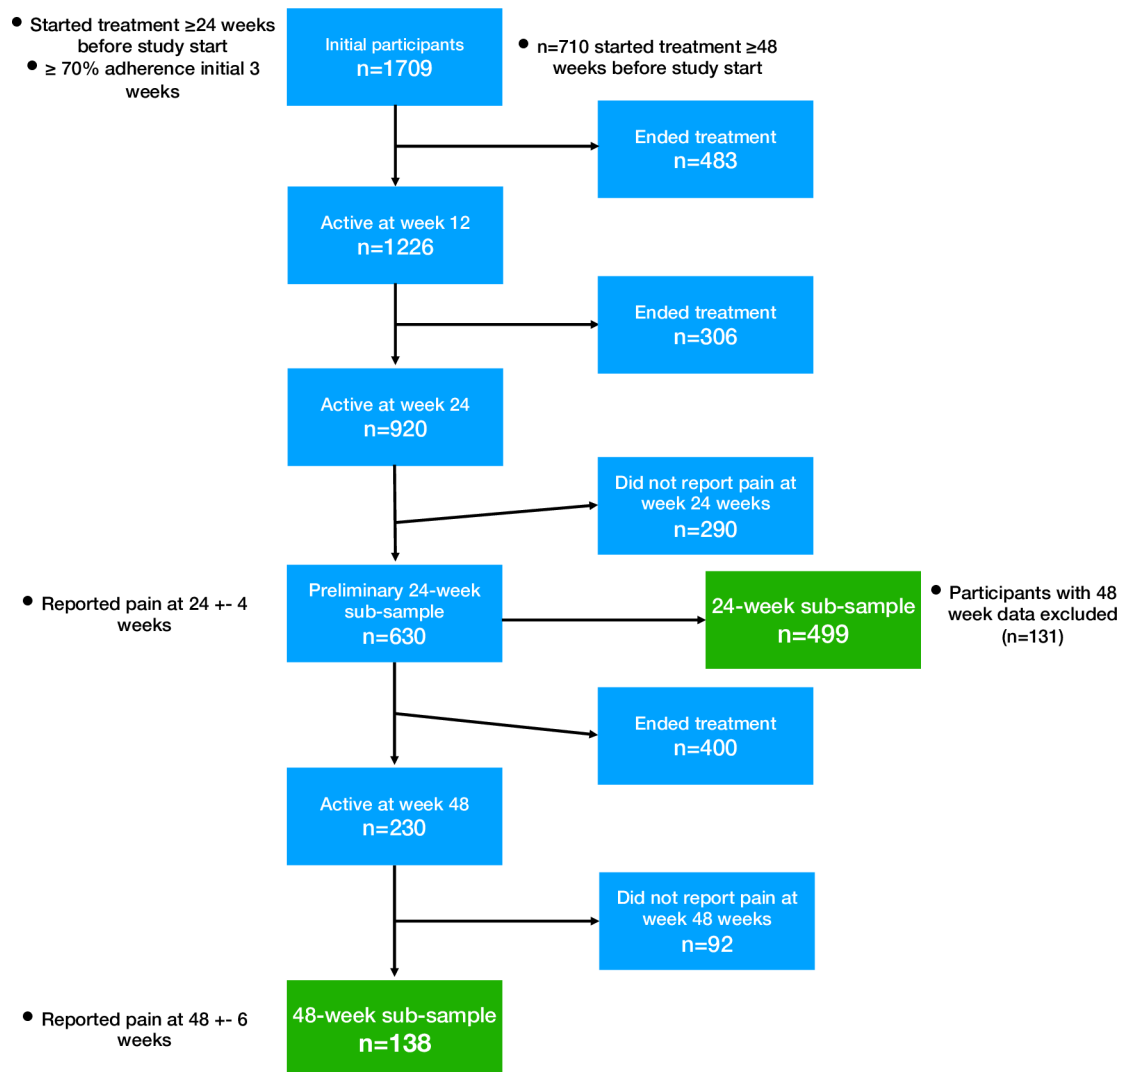 • Started treatment ≥24 weeks
before study start
• ≥ 70% adherence initial 3
weeks
Initial participants
n=1709
• n=710 started treatment ≥48
weeks before study start
Ended treatment
n=483
Active at week 12
n=1226
Ended treatment
n=306
Active at week 24
n=920
Did not report pain at
week 24 weeks
n=290
• Reported pain at 24 +- 4
weeks
Preliminary 24-week
sub-sample
n=630
24-week sub-sample
n=499
• Participants with 48
week data excluded
(n=131)
Ended treatment
n=400
Active at week 48
n=230
Did not report pain at
week 48 weeks
n=92
• Reported pain at 48 +- 6
weeks
48-week sub-sample
n=138